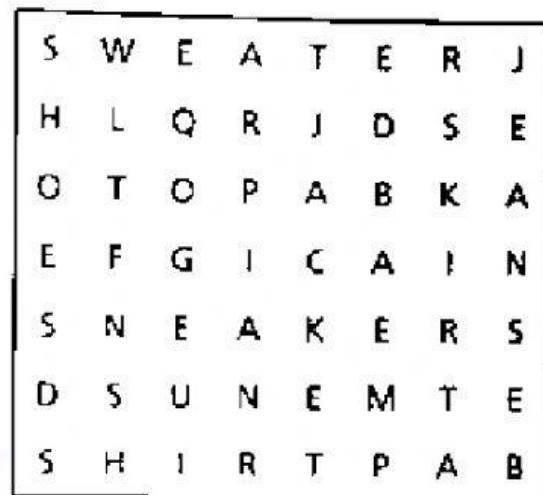 S W E A T E R J
H L Q R J D S E
O T O P A B K A
E F G I C A I N
S N E A K E R S
D S U N E M T E
S H I R T P A B